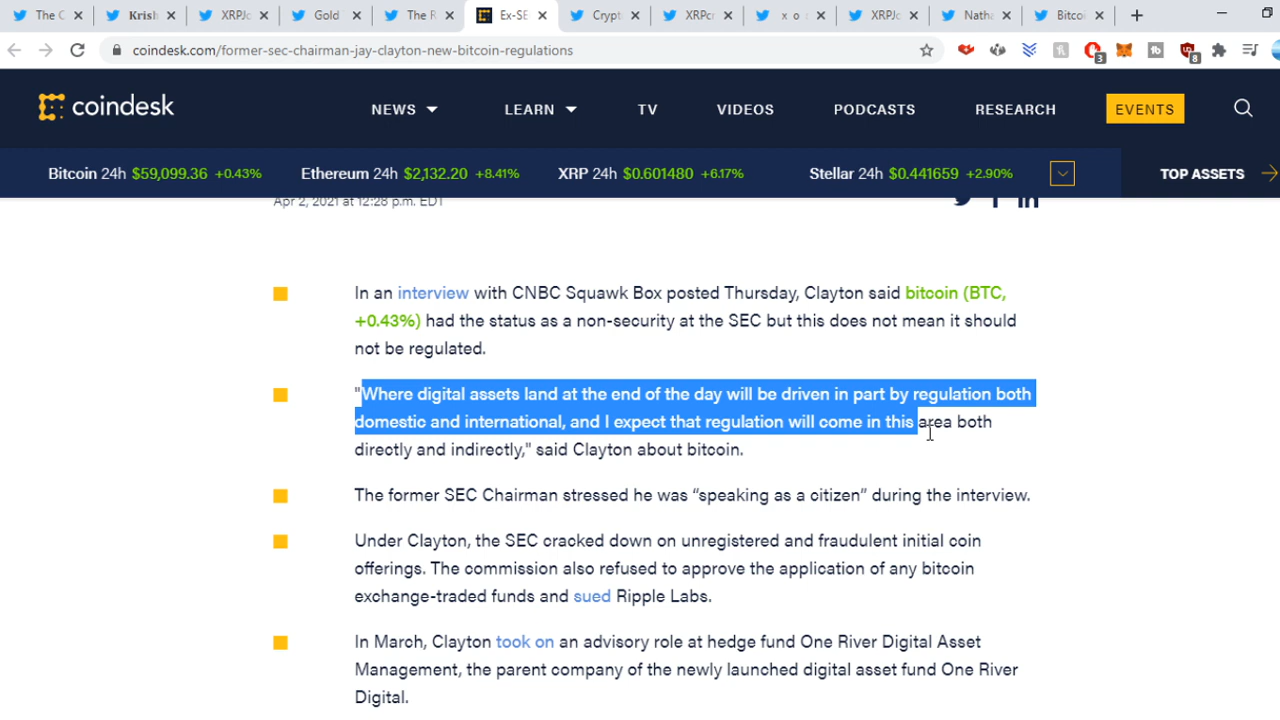 The C
Krish
XRPJc
Gold
The R
Ex-SE
Crypt
XRPcr
x o s
XRPJc
Natha
Bitcoi
coindesk.com/former-sec-chairman-jay-clayton-new-bitcoin-regulations
3
8
coindesk
NEWS
LEARN
TV
VIDEOS
PODCASTS
RESEARCH
EVENTS
Bitcoin 24h $59,099.36 +0.43%
Ethereum 24h $2,132.20 +8.41%
XRP 24h $0.601480 +6.17%
Stellar 24h $0.441659 +2.90%
TOP ASSETS
Apr 2, 2021 at 12:28 p.m. EDT
In an interview with CNBC Squawk Box posted Thursday, Clayton said bitcoin (BTC,
+0.43%) had the status as a non-security at the SEC but this does not mean it should
not be regulated.
"Where digital assets land at the end of the day will be driven in part by regulation both
domestic and international, and I expect that regulation will come in this area both
directly and indirectly," said Clayton about bitcoin.
The former SEC Chairman stressed he was “speaking as a citizen” during the interview.
Under Clayton, the SEC cracked down on unregistered and fraudulent initial coin
offerings. The commission also refused to approve the application of any bitcoin
exchange-traded funds and sued Ripple Labs.
In March, Clayton took on an advisory role at hedge fund One River Digital Asset
Management, the parent company of the newly launched digital asset fund One River
Digital.